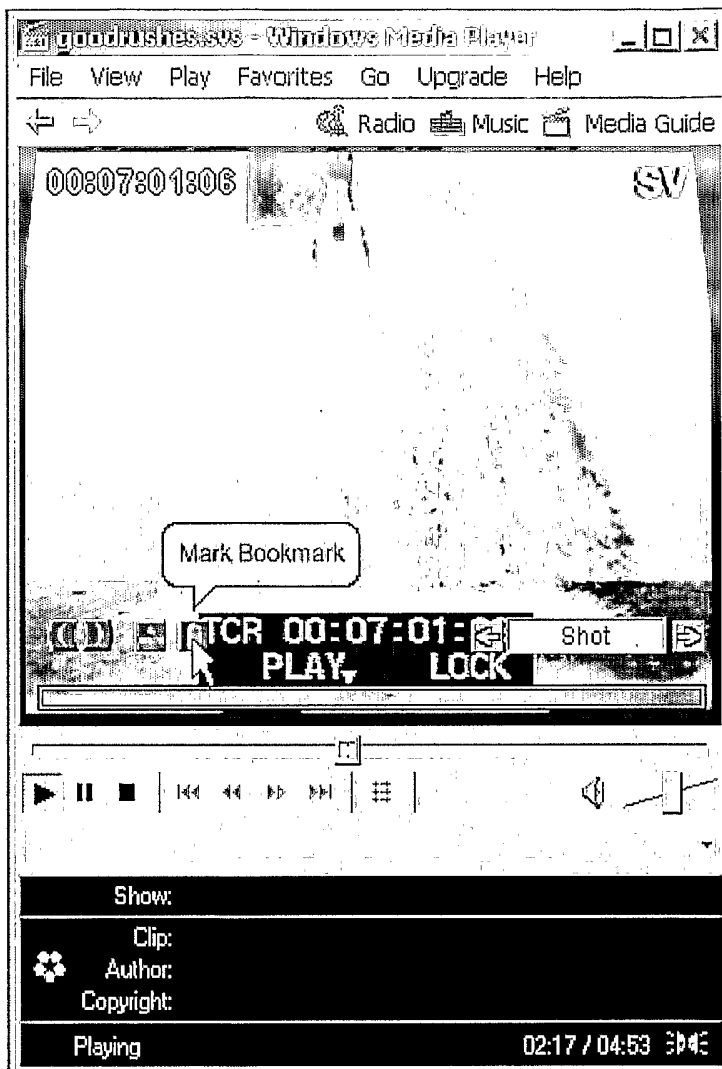 goodrushes.svs - Windows Media Player
File View Play Favorites Go Upgrade Help
Radio Music Media Guide
00:07:01:06
SV
Mark Bookmark
TCR 00:07:01:
Shot
PLAY LOCK
Show:
Clip:
Author:
Copyright:
Playing 02:17 / 04:53